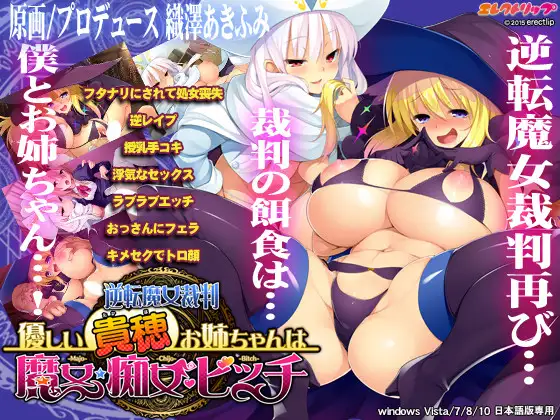 原画/プロデュース 織澤あきふみ
エレクトリップ
© 2015 erectlip
逆転魔女裁判再び…
裁判の餌食は…
僕とお姉ちゃん…!
フタナリにされて処女喪失
逆レイプ
授乳手コキ
浮気なセックス
ラブラブエッチ
おっさんにフェラ
キメセクでトロ顔
逆転魔女裁判
優しい貴穂お姉ちゃんは
魔女・痴女・ビッチ
-Majo- -Chijo- -Bitch-
windows Vista/7/8/10 日本語版専用